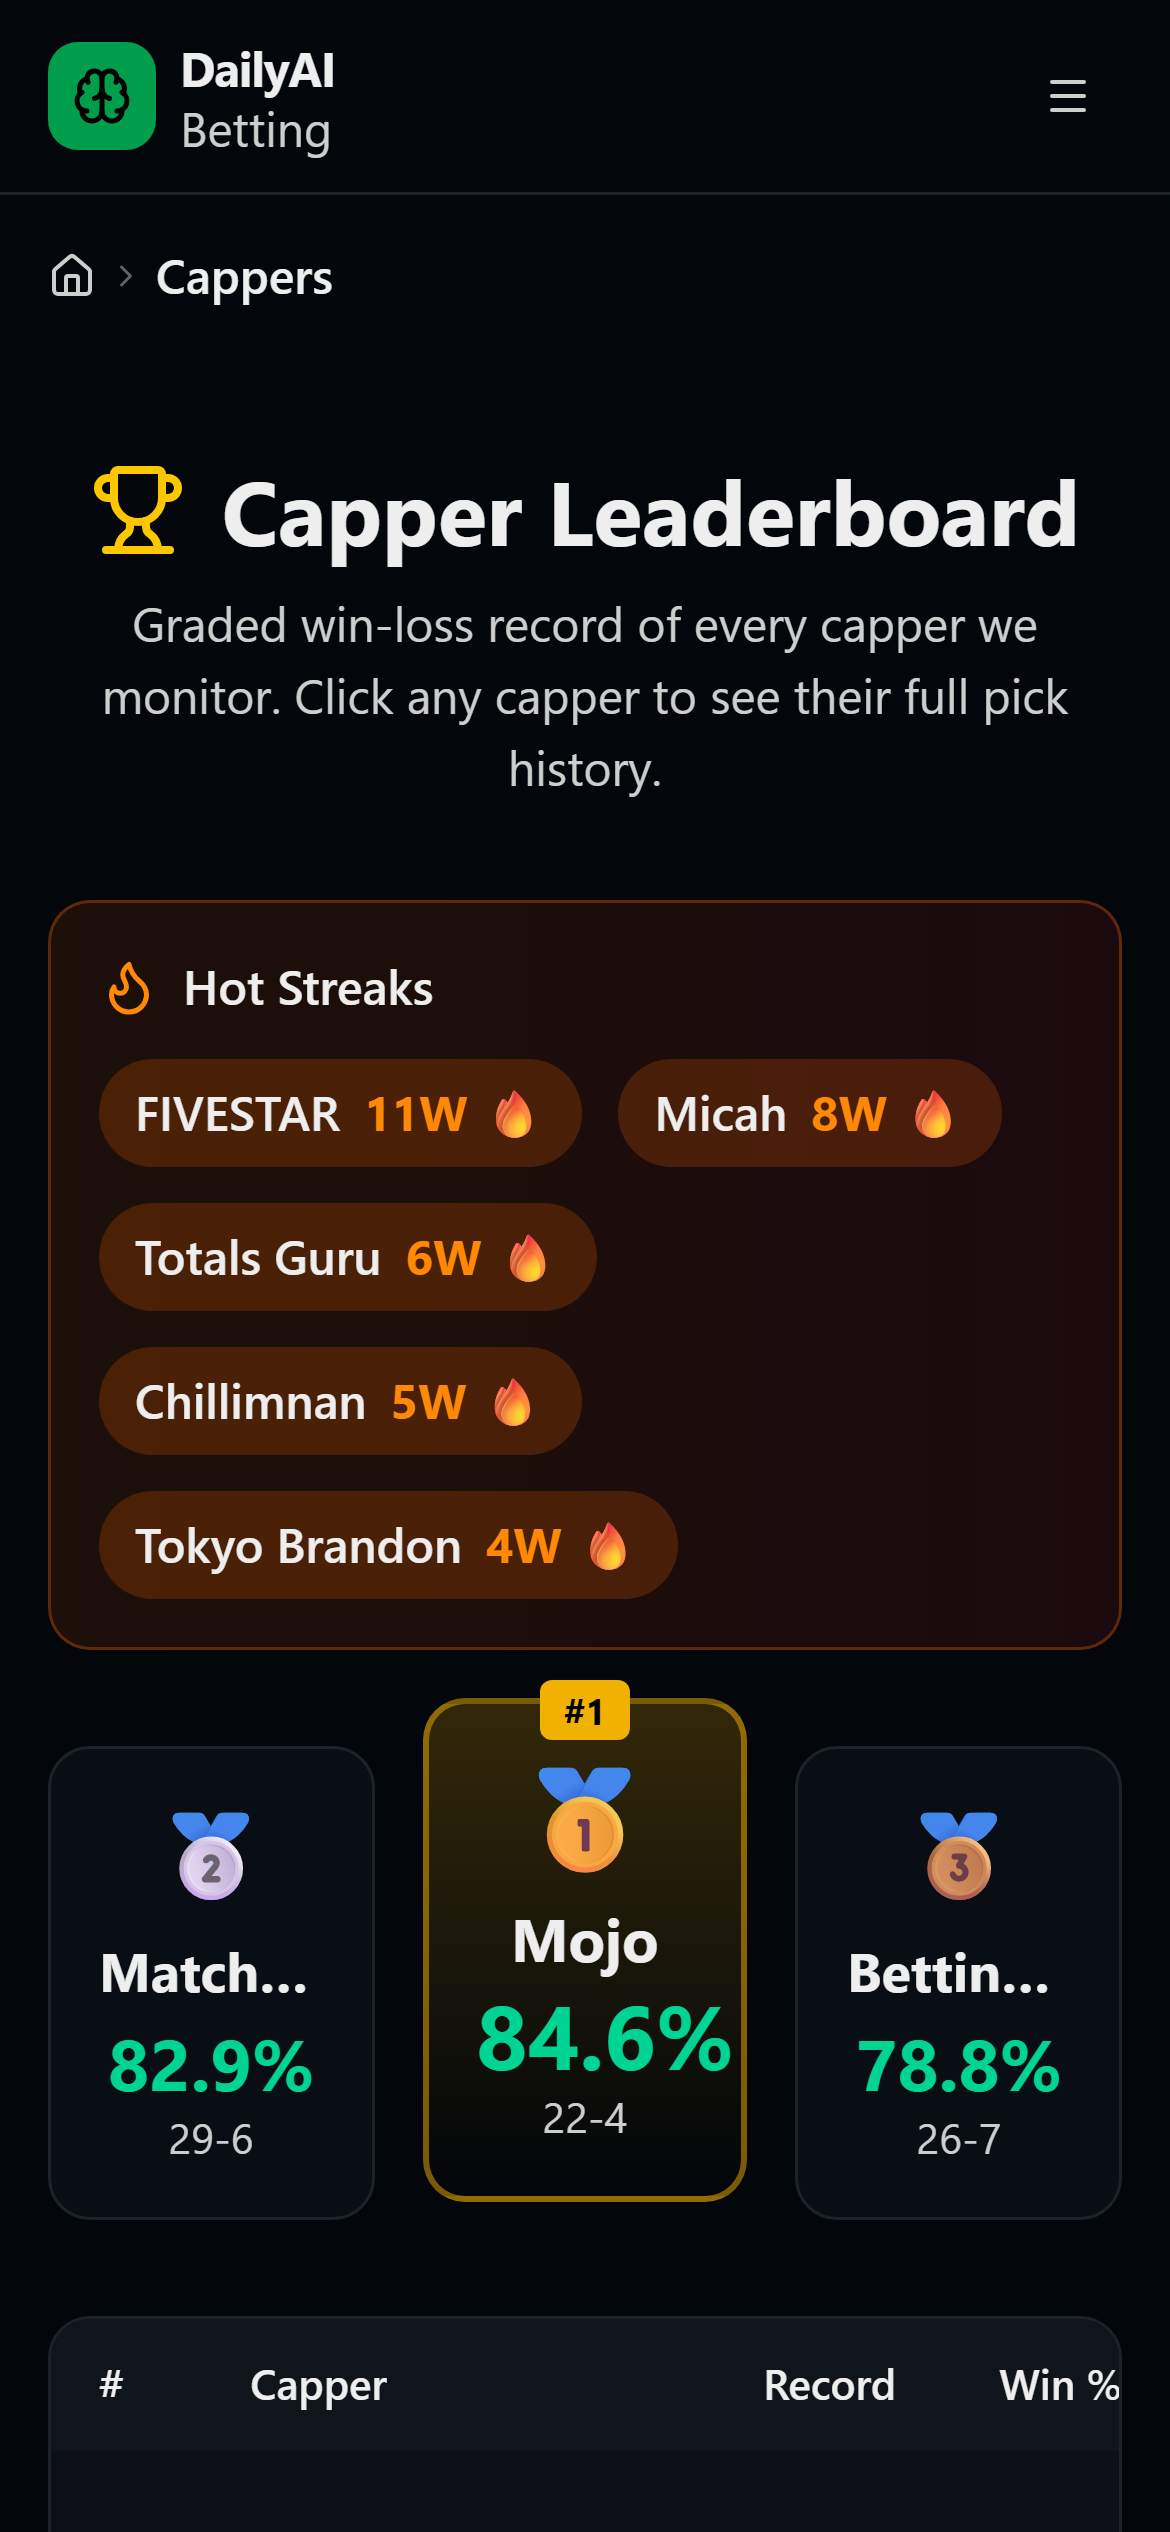 DailyAI
Betting
Cappers
Capper Leaderboard
Graded win-loss record of every capper we
monitor. Click any capper to see their full pick
history.
Hot Streaks
FIVESTAR 11W 🔥
Micah 8W 🔥
Totals Guru 6W 🔥
Chillimnan 5W 🔥
Tokyo Brandon 4W 🔥
2
Match...
82.9%
29-6
#1
1
Mojo
84.6%
22-4
3
Bettin...
78.8%
26-7
# Capper Record Win %